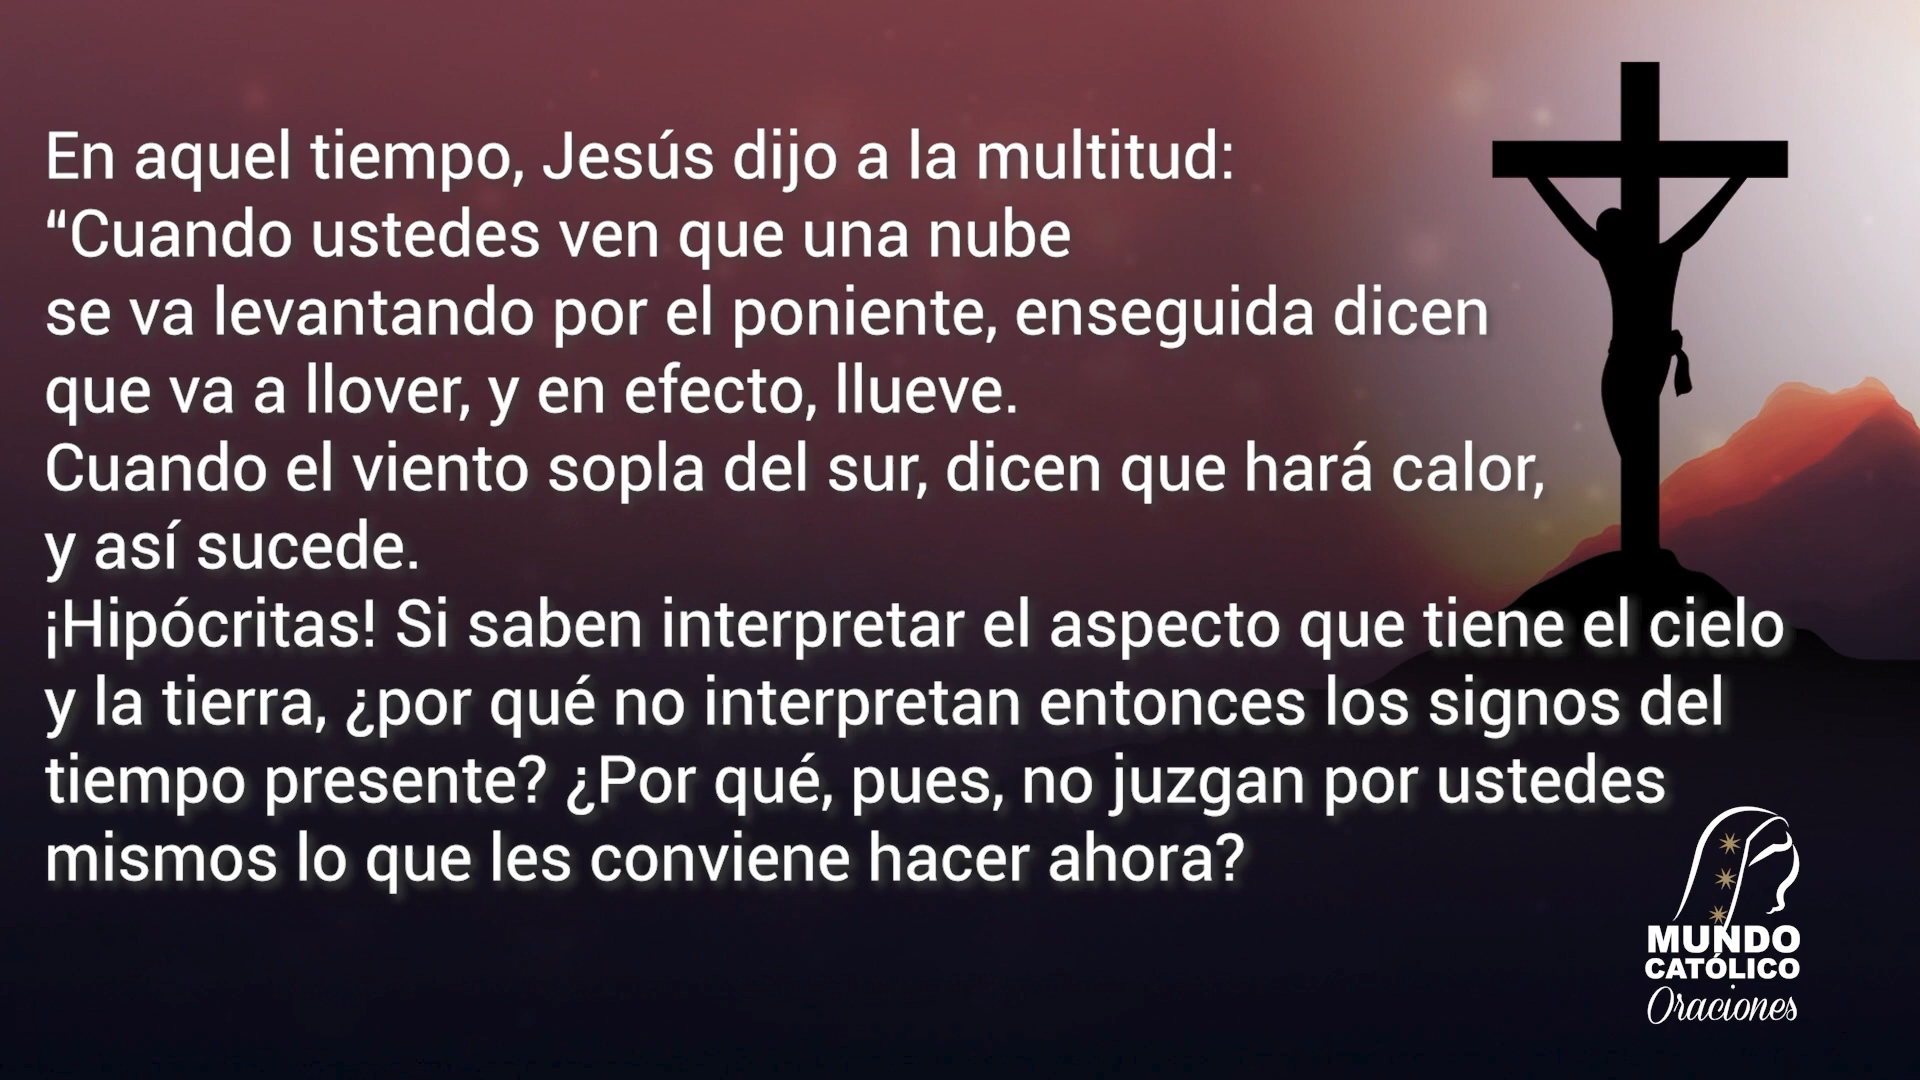 En aquel tiempo, Jesús dijo a la multitud:
“Cuando ustedes ven que una nube
se va levantando por el poniente, enseguida dicen
que va a llover, y en efecto, llueve.
Cuando el viento sopla del sur, dicen que hará calor,
y así sucede.
¡Hipócritas! Si saben interpretar el aspecto que tiene el cielo
y la tierra, ¿por qué no interpretan entonces los signos del
tiempo presente? ¿Por qué, pues, no juzgan por ustedes
mismos lo que les conviene hacer ahora?
MUNDO
CATÓLICO
Oraciones